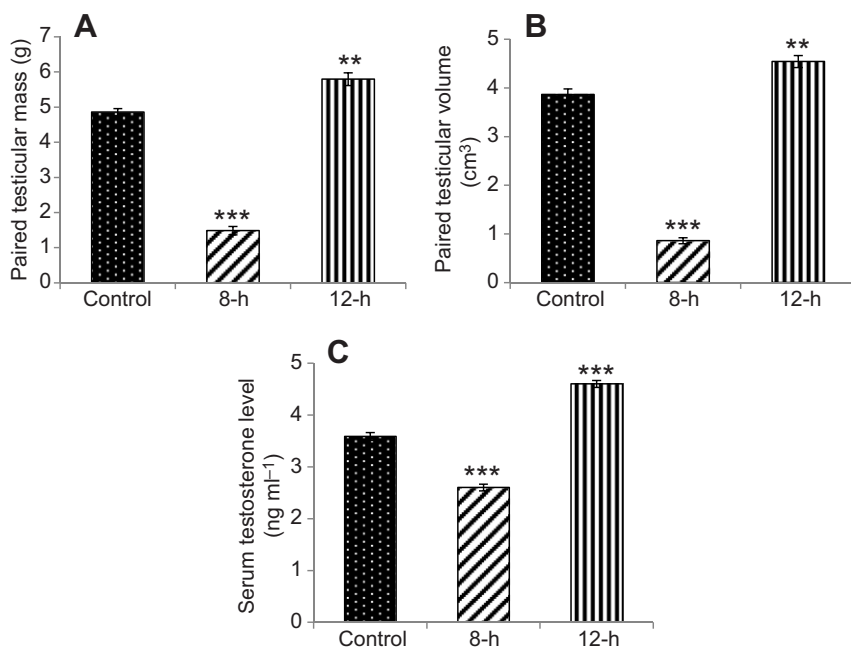 A
Paired testicular mass (g)
7
6
5
4
3
2
1
0
**
***
Control 8-h 12-h
B
Paired testicular volume
(cm³)
5
4
3
2
1
0
**
***
Control 8-h 12-h
C
Serum testosterone level
(ng ml⁻¹)
5
4
3
2
1
0
***
***
Control 8-h 12-h